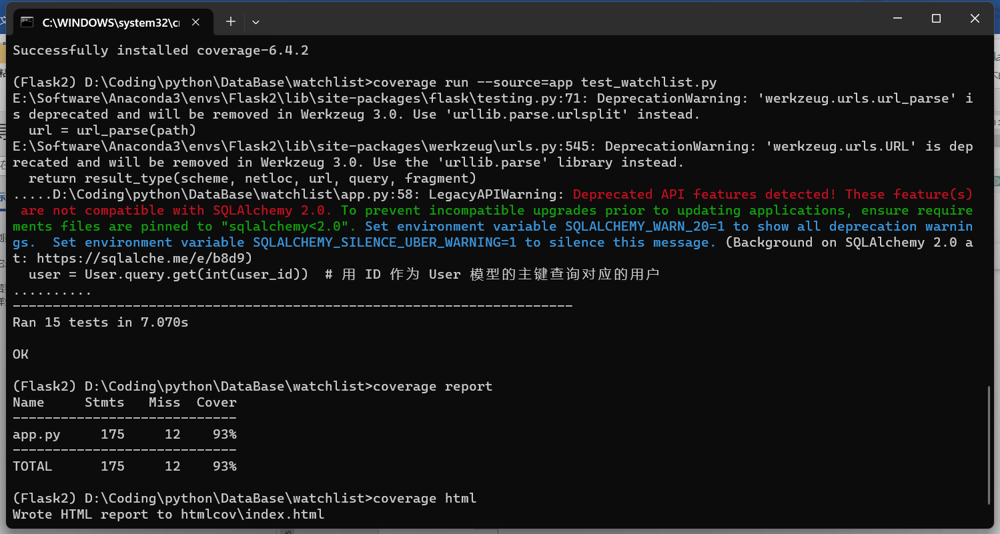 C:\WINDOWS\system32\c
Successfully installed coverage-6.4.2
(Flask2) D:\Coding\python\DataBase\watchlist>coverage run --source=app test_watchlist.py
E:\Software\Anaconda3\envs\Flask2\lib\site-packages\flask\testing.py:71: DeprecationWarning: 'werkzeug.urls.url_parse' i
s deprecated and will be removed in Werkzeug 3.0. Use 'urllib.parse.urlsplit' instead.
  url = url_parse(path)
E:\Software\Anaconda3\envs\Flask2\lib\site-packages\werkzeug\urls.py:545: DeprecationWarning: 'werkzeug.urls.URL' is dep
recated and will be removed in Werkzeug 3.0. Use the 'urllib.parse' library instead.
  return result_type(scheme, netloc, url, query, fragment)
.....D:\Coding\python\DataBase\watchlist\app.py:58: LegacyAPIWarning: Deprecated API features detected! These feature(s)
 are not compatible with SQLAlchemy 2.0. To prevent incompatible upgrades prior to updating applications, ensure require
ments files are pinned to "sqlalchemy<2.0". Set environment variable SQLALCHEMY_WARN_20=1 to show all deprecation warnin
gs.  Set environment variable SQLALCHEMY_SILENCE_UBER_WARNING=1 to silence this message. (Background on SQLAlchemy 2.0 a
t: https://sqlalche.me/e/b8d9)
  user = User.query.get(int(user_id))  # 用 ID 作为 User 模型的主键查询对应的用户
..........
----------------------------------------------------------------------
Ran 15 tests in 7.070s
OK
(Flask2) D:\Coding\python\DataBase\watchlist>coverage report
Name     Stmts   Miss  Cover
----------------------------
app.py     175     12    93%
----------------------------
TOTAL      175     12    93%
(Flask2) D:\Coding\python\DataBase\watchlist>coverage html
Wrote HTML report to htmlcov\index.html